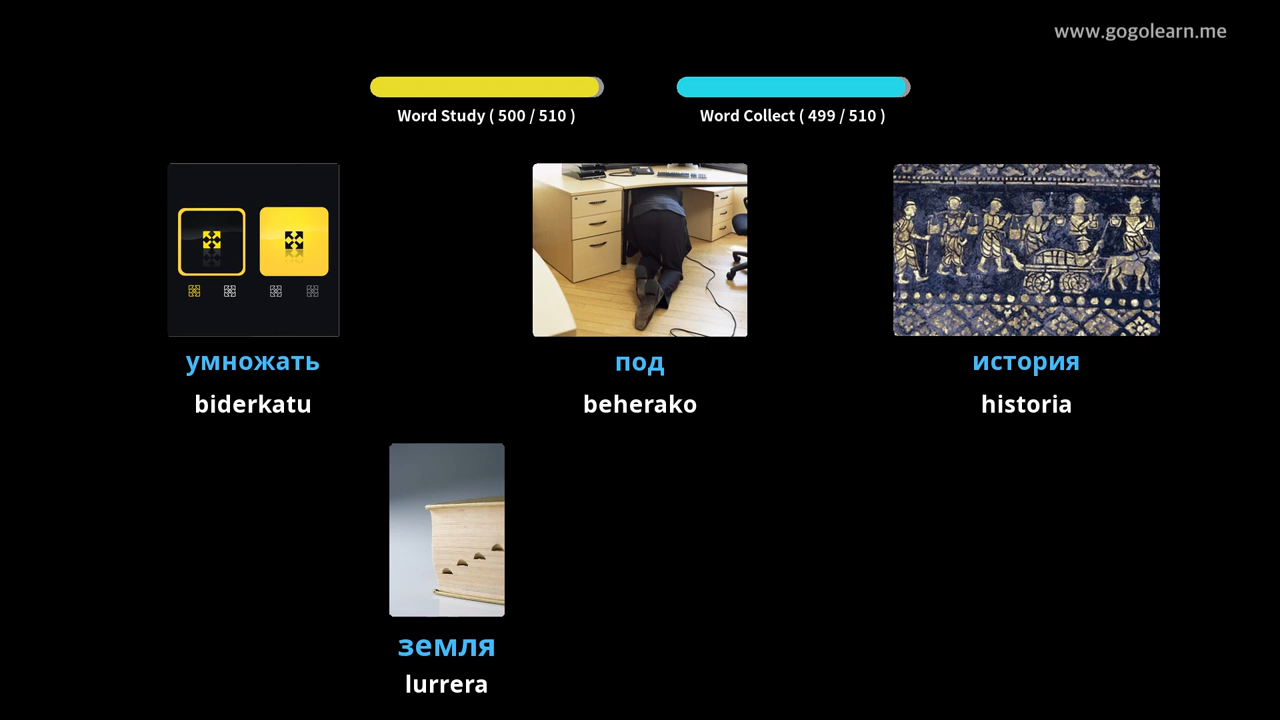 www.gogolearn.me
Word Study ( 500 / 510 )
Word Collect ( 499 / 510 )
умножать
под
история
biderkatu
beherako
historia
земля
lurrera